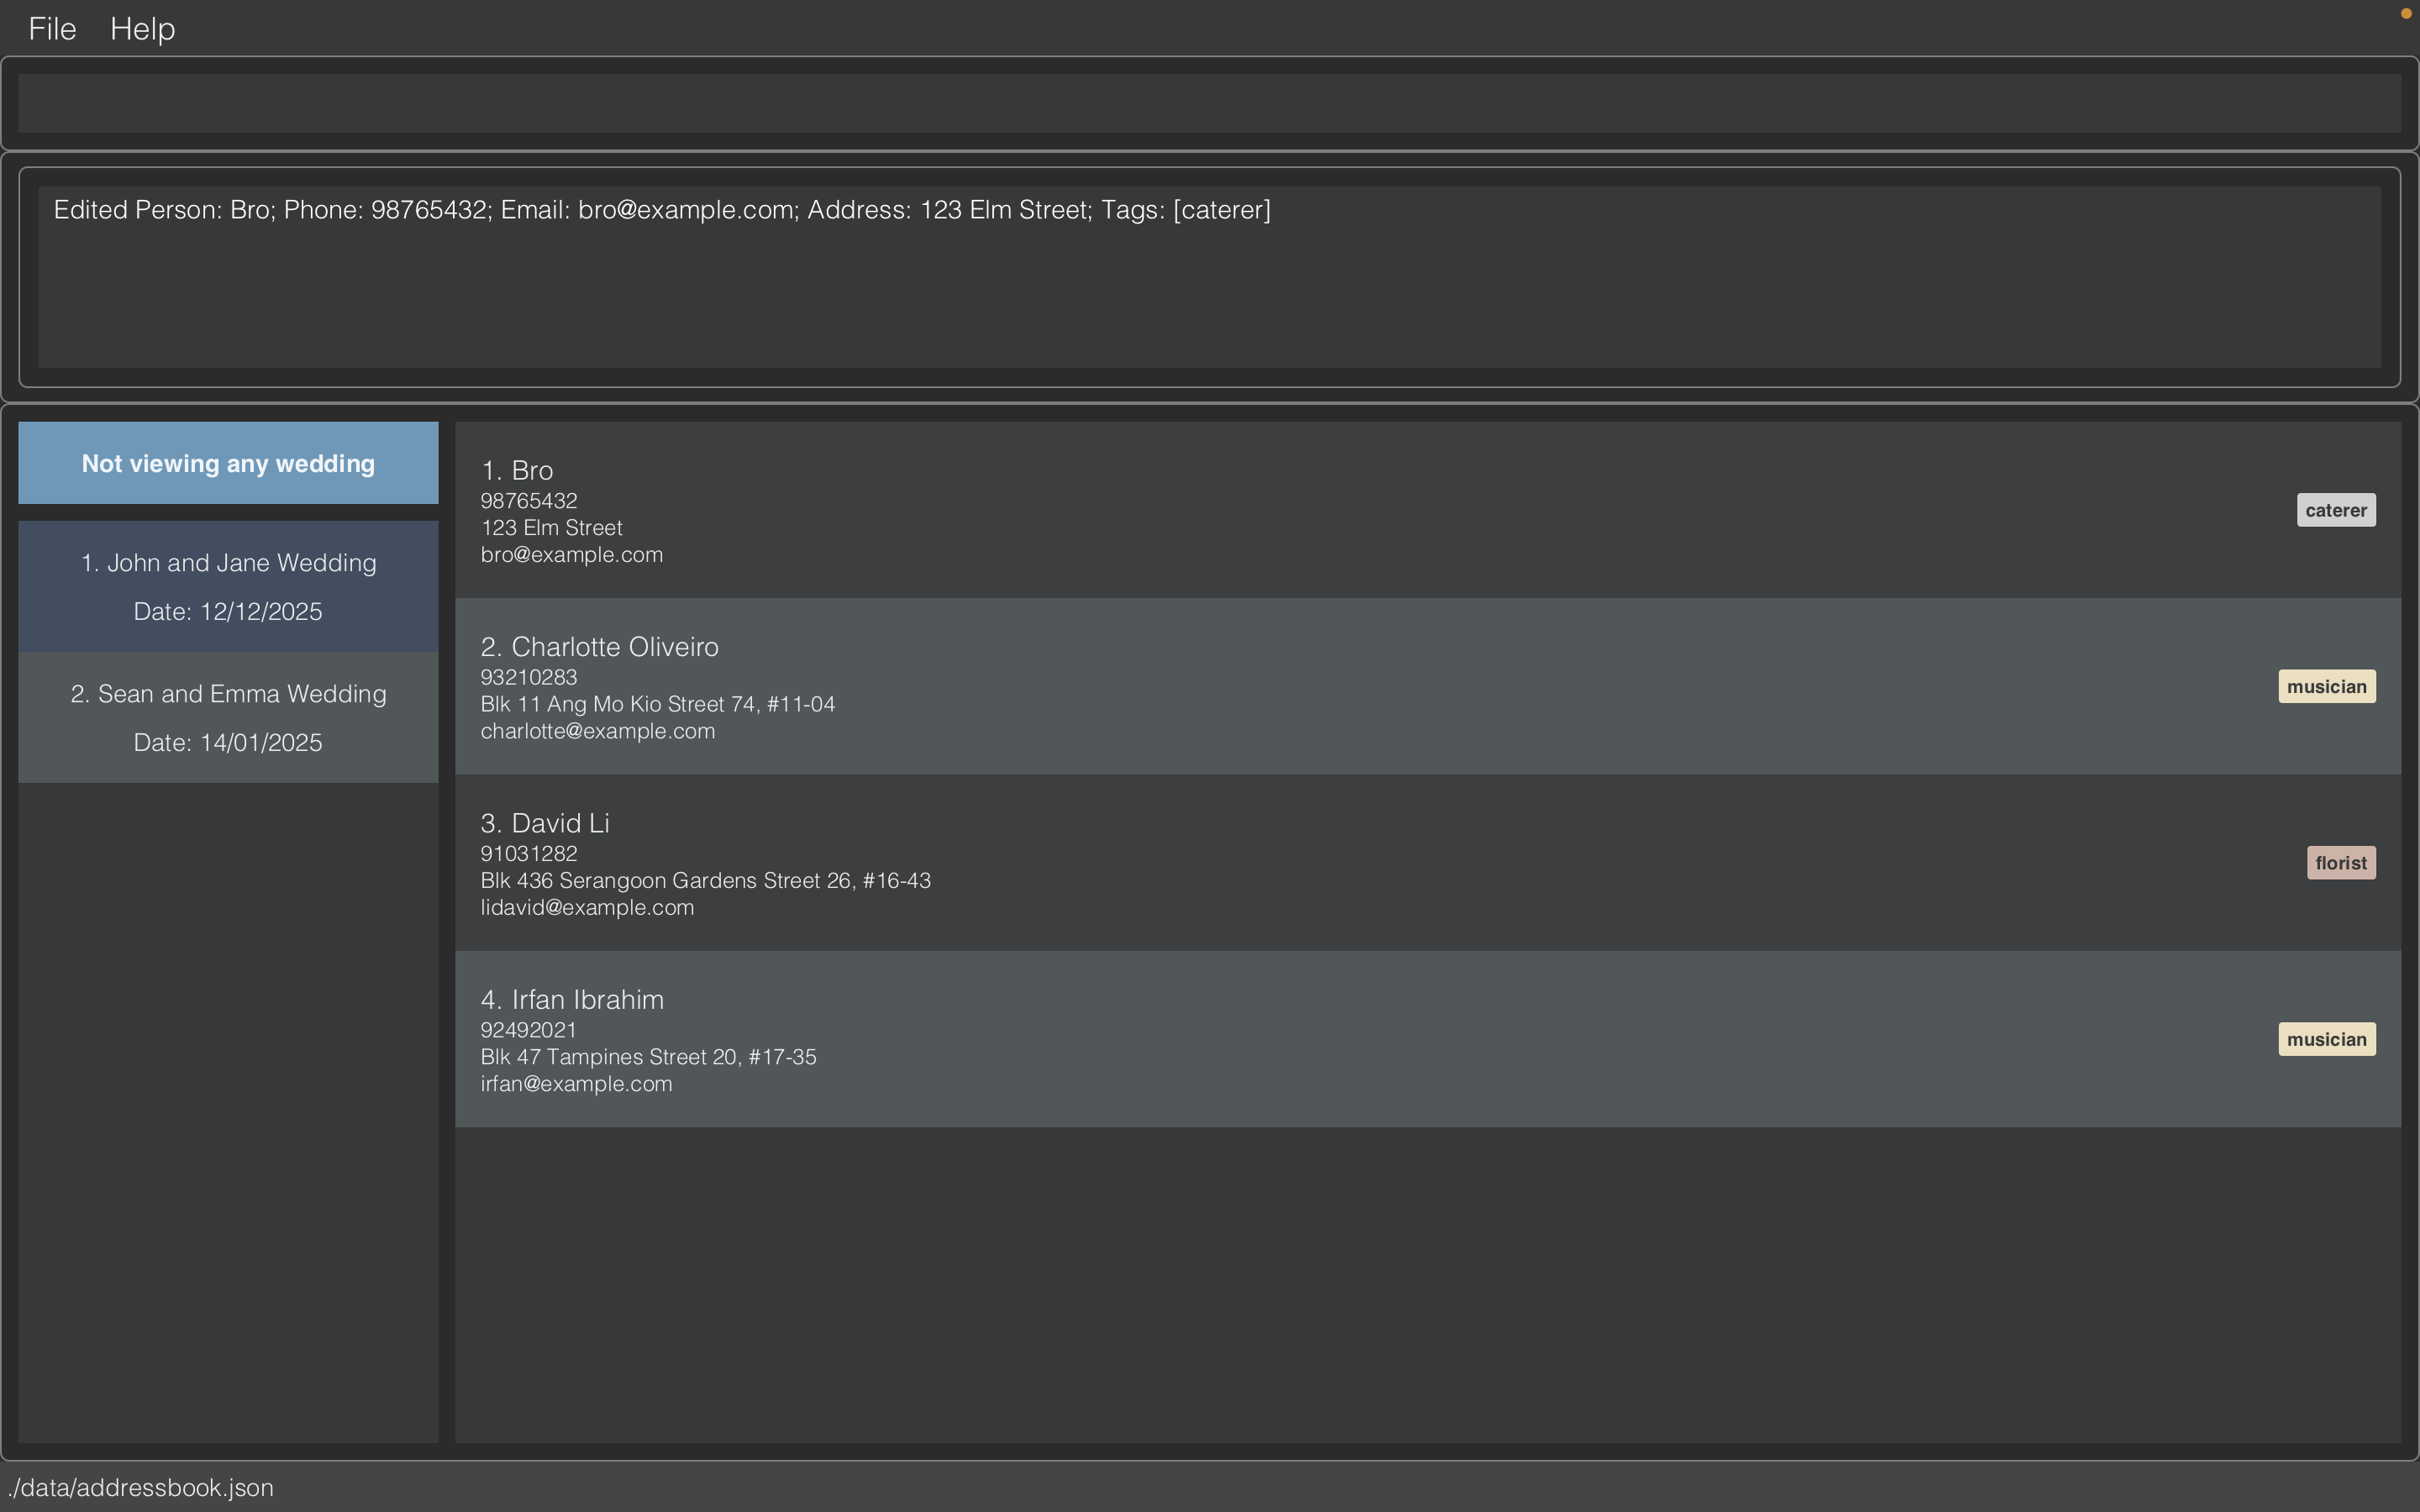 File Help
Edited Person: Bro; Phone: 98765432; Email: bro@example.com; Address: 123 Elm Street; Tags: [caterer]
Not viewing any wedding
1. John and Jane Wedding
Date: 12/12/2025
2. Sean and Emma Wedding
Date: 14/01/2025
1. Bro
98765432
123 Elm Street
bro@example.com
caterer
2. Charlotte Oliveiro
93210283
Blk 11 Ang Mo Kio Street 74, #11-04
charlotte@example.com
musician
3. David Li
91031282
Blk 436 Serangoon Gardens Street 26, #16-43
lidavid@example.com
florist
4. Irfan Ibrahim
92492021
Blk 47 Tampines Street 20, #17-35
irfan@example.com
musician
./data/addressbook.json